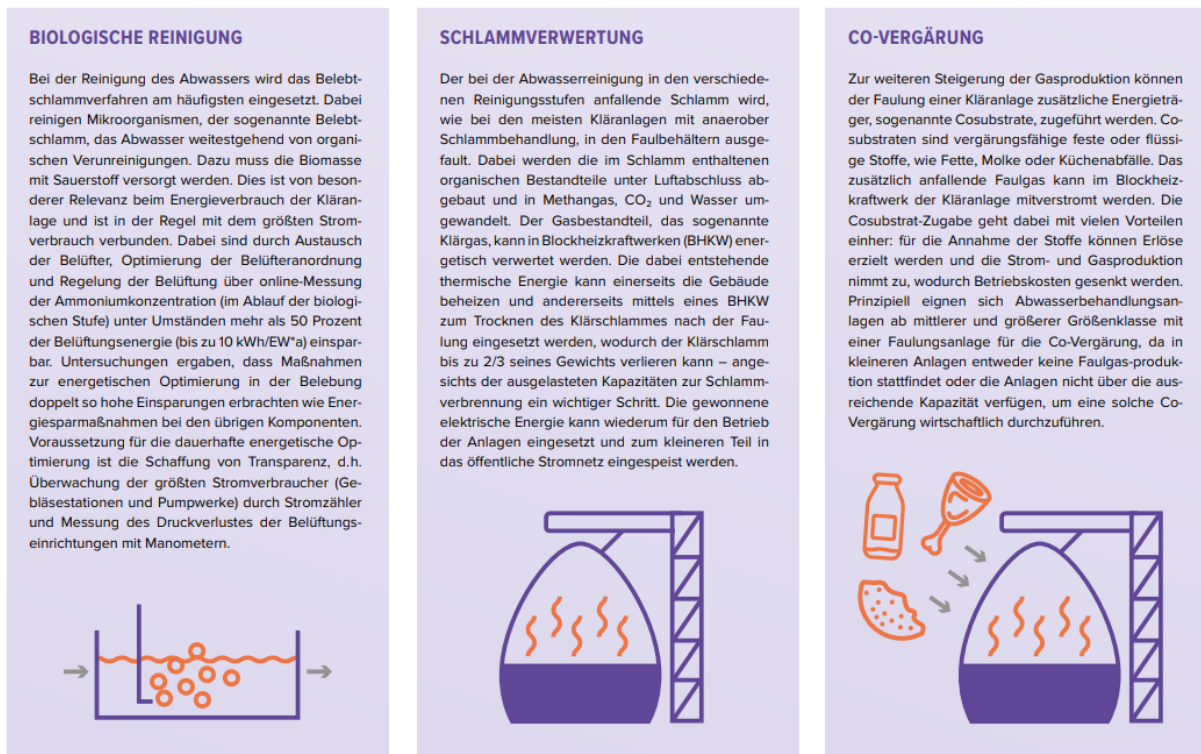 BIOLOGISCHE REINIGUNG
Bei der Reinigung des Abwassers wird das Belebt-
schlammverfahren am häufigsten eingesetzt. Dabei
reinigen Mikroorganismen, der sogenannte Belebt-
schlamm, das Abwasser weitestgehend von organi-
schen Verunreinigungen. Dazu muss die Biomasse
mit Sauerstoff versorgt werden. Dies ist von beson-
derer Relevanz beim Energieverbrauch der Kläran-
lage und ist in der Regel mit dem größten Strom-
verbrauch verbunden. Dabei sind durch Austausch
der Belüfter, Optimierung der Belüfteranordnung
und Regelung der Belüftung über online-Messung
der Ammoniumkonzentration (im Ablauf der biologi-
schen Stufe) unter Umständen mehr als 50 Prozent
der Belüftungsenergie (bis zu 10 kWh/EW*a) einspar-
bar. Untersuchungen ergaben, dass Maßnahmen
zur energetischen Optimierung in der Belebung
doppelt so hohe Einsparungen erbrachten wie Ener-
giesparmaßnahmen bei den übrigen Komponenten.
Voraussetzung für die dauerhafte energetische Op-
timierung ist die Schaffung von Transparenz, d.h.
Überwachung der größten Stromverbraucher (Ge-
bläsestationen und Pumpwerke) durch Stromzähler
und Messung des Druckverlustes der Belüftungs-
einrichtungen mit Manometern.
SCHLAMMVERWERTUNG
Der bei der Abwasserreinigung in den verschiede-
nen Reinigungsstufen anfallende Schlamm wird,
wie bei den meisten Kläranlagen mit anaerober
Schlammbehandlung, in den Faulbehältern ausge-
fault. Dabei werden die im Schlamm enthaltenen
organischen Bestandteile unter Luftabschluss ab-
gebaut und in Methangas, CO₂ und Wasser um-
gewandelt. Der Gasbestandteil, das sogenannte
Klärgas, kann in Blockheizkraftwerken (BHKW) ener-
getisch verwertet werden. Die dabei entstehende
thermische Energie kann einerseits die Gebäude
beheizen und andererseits mittels eines BHKW
zum Trocknen des Klärschlammes nach der Fau-
lung eingesetzt werden, wodurch der Klärschlamm
bis zu 2/3 seines Gewichts verlieren kann – ange-
sichts der ausgelasteten Kapazitäten zur Schlamm-
verbrennung ein wichtiger Schritt. Die gewonnene
elektrische Energie kann wiederum für den Betrieb
der Anlagen eingesetzt und zum kleineren Teil in
das öffentliche Stromnetz eingespeist werden.
CO-VERGÄRUNG
Zur weiteren Steigerung der Gasproduktion können
der Faulung einer Kläranlage zusätzliche Energieträ-
ger, sogenannte Cosubstrate, zugeführt werden. Co-
substraten sind vergärungsfähige feste oder flüssi-
ge Stoffe, wie Fette, Molke oder Küchenabfälle. Das
zusätzlich anfallende Faulgas kann im Blockheiz-
kraftwerk der Kläranlage mitverstromt werden. Die
Cosubstrat-Zugabe geht dabei mit vielen Vorteilen
einher: für die Annahme der Stoffe können Erlöse
erzielt werden und die Strom- und Gasproduktion
nimmt zu, wodurch Betriebskosten gesenkt werden.
Prinzipiell eignen sich Abwasserbehandlungsan-
lagen ab mittlerer und größerer Größenklasse mit
einer Faulungsanlage für die Co-Vergärung, da in
kleineren Anlagen entweder keine Faulgas-produk-
tion stattfindet oder die Anlagen nicht über die aus-
reichende Kapazität verfügen, um eine solche Co-
Vergärung wirtschaftlich durchzuführen.